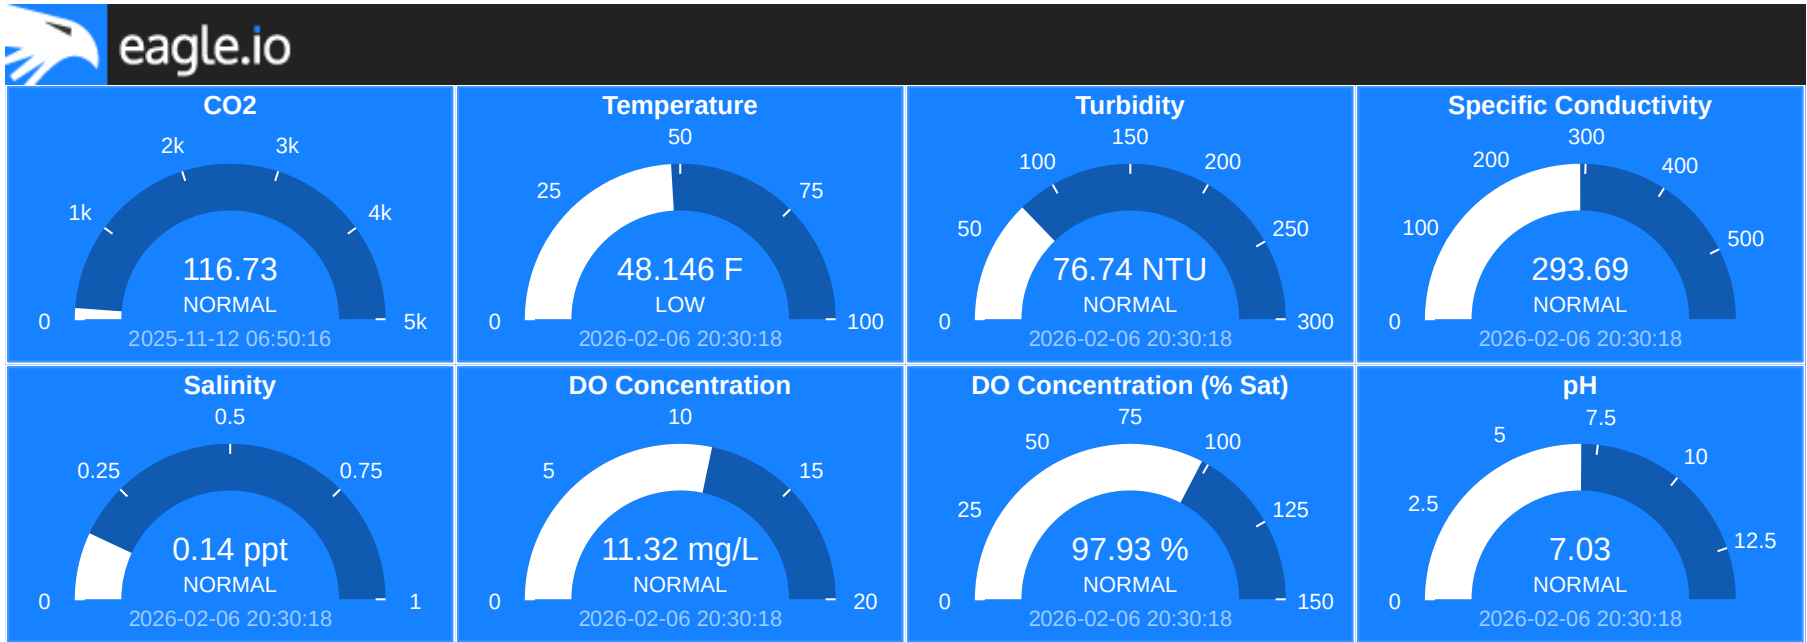 eagle.io
CO2
0
1k
2k
3k
4k
5k
116.73
NORMAL
2025-11-12 06:50:16
Temperature
0
25
50
75
100
48.146 F
LOW
2026-02-06 20:30:18
Turbidity
0
50
100
150
200
250
300
76.74 NTU
NORMAL
2026-02-06 20:30:18
Specific Conductivity
0
100
200
300
400
500
293.69
NORMAL
2026-02-06 20:30:18
Salinity
0
0.25
0.5
0.75
1
0.14 ppt
NORMAL
2026-02-06 20:30:18
DO Concentration
0
5
10
15
20
11.32 mg/L
NORMAL
2026-02-06 20:30:18
DO Concentration (% Sat)
0
25
50
75
100
125
150
97.93 %
NORMAL
2026-02-06 20:30:18
pH
0
2.5
5
7.5
10
12.5
7.03
NORMAL
2026-02-06 20:30:18